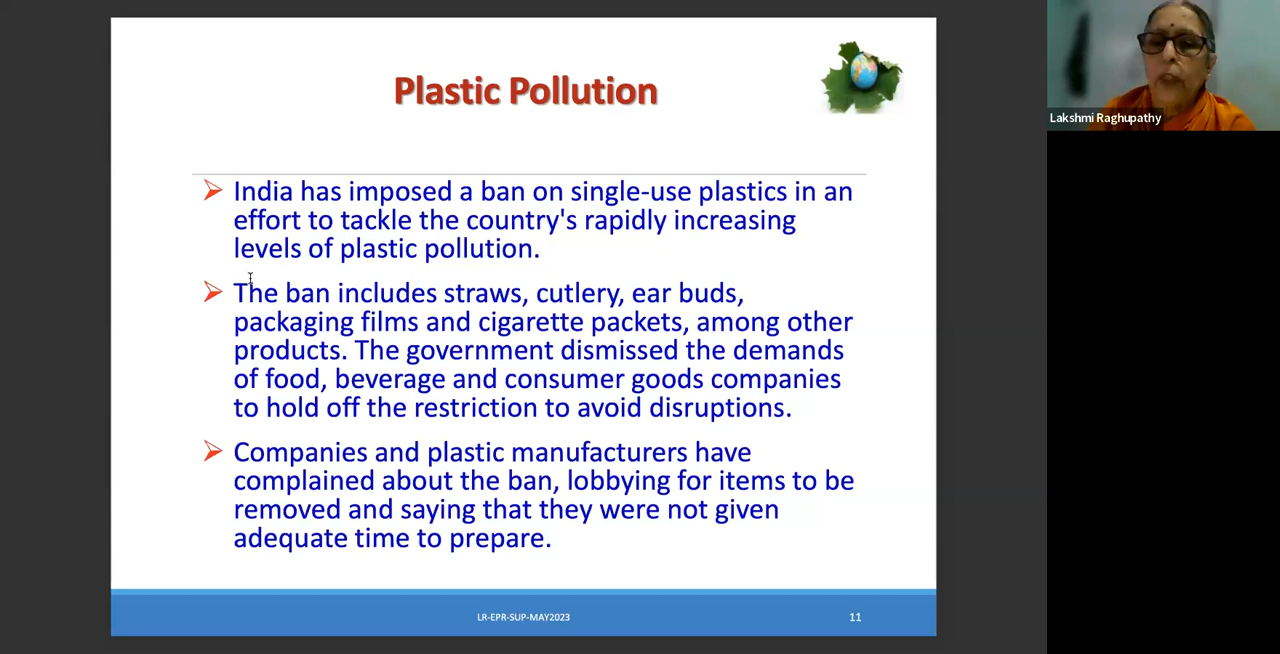 Plastic Pollution
Lakshmi Raghupathy
India has imposed a ban on single-use plastics in an
effort to tackle the country's rapidly increasing
levels of plastic pollution.
The ban includes straws, cutlery, ear buds,
packaging films and cigarette packets, among other
products. The government dismissed the demands
of food, beverage and consumer goods companies
to hold off the restriction to avoid disruptions.
Companies and plastic manufacturers have
complained about the ban, lobbying for items to be
removed and saying that they were not given
adequate time to prepare.
LR-EPR-SUP-MAY2023
11